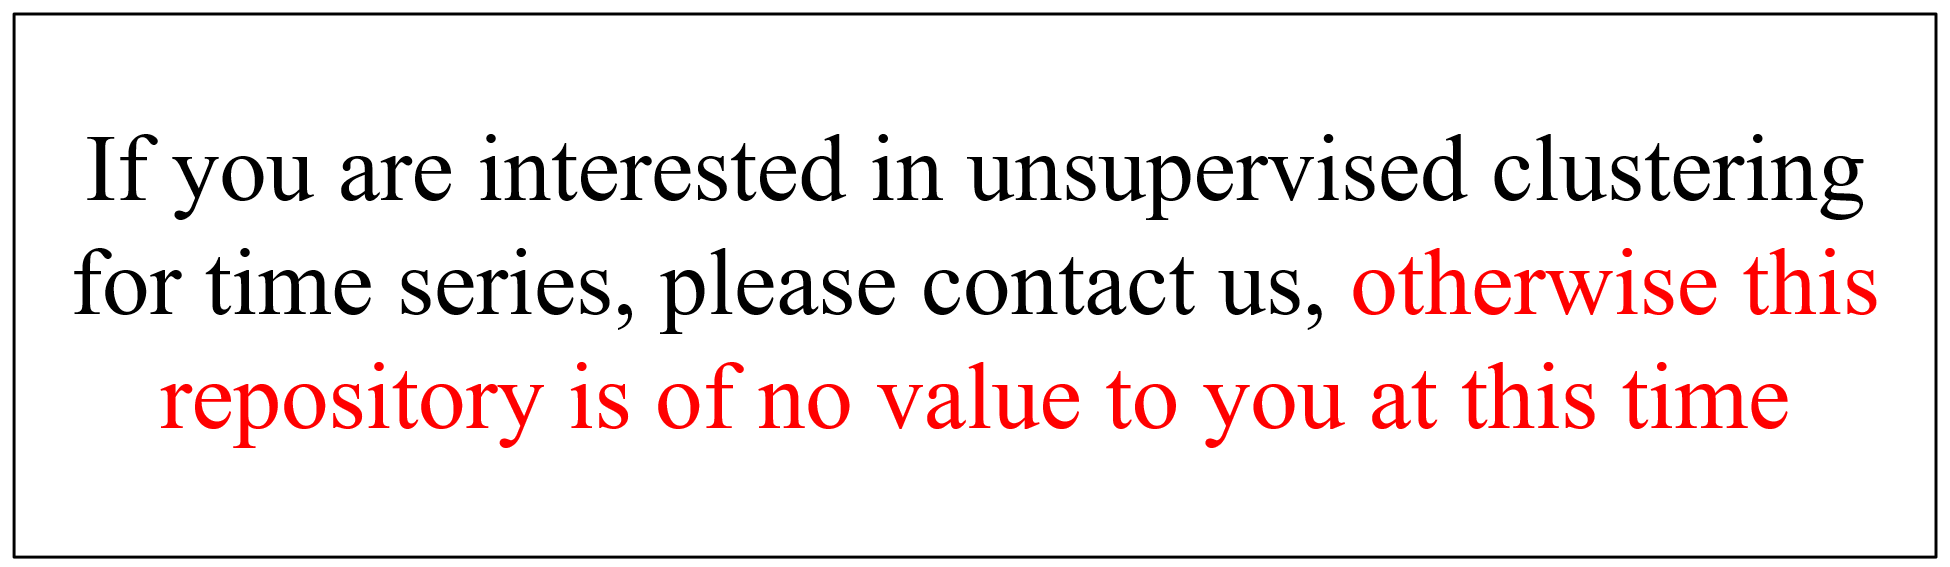 If you are interested in unsupervised clustering
for time series, please contact us, otherwise this
repository is of no value to you at this time